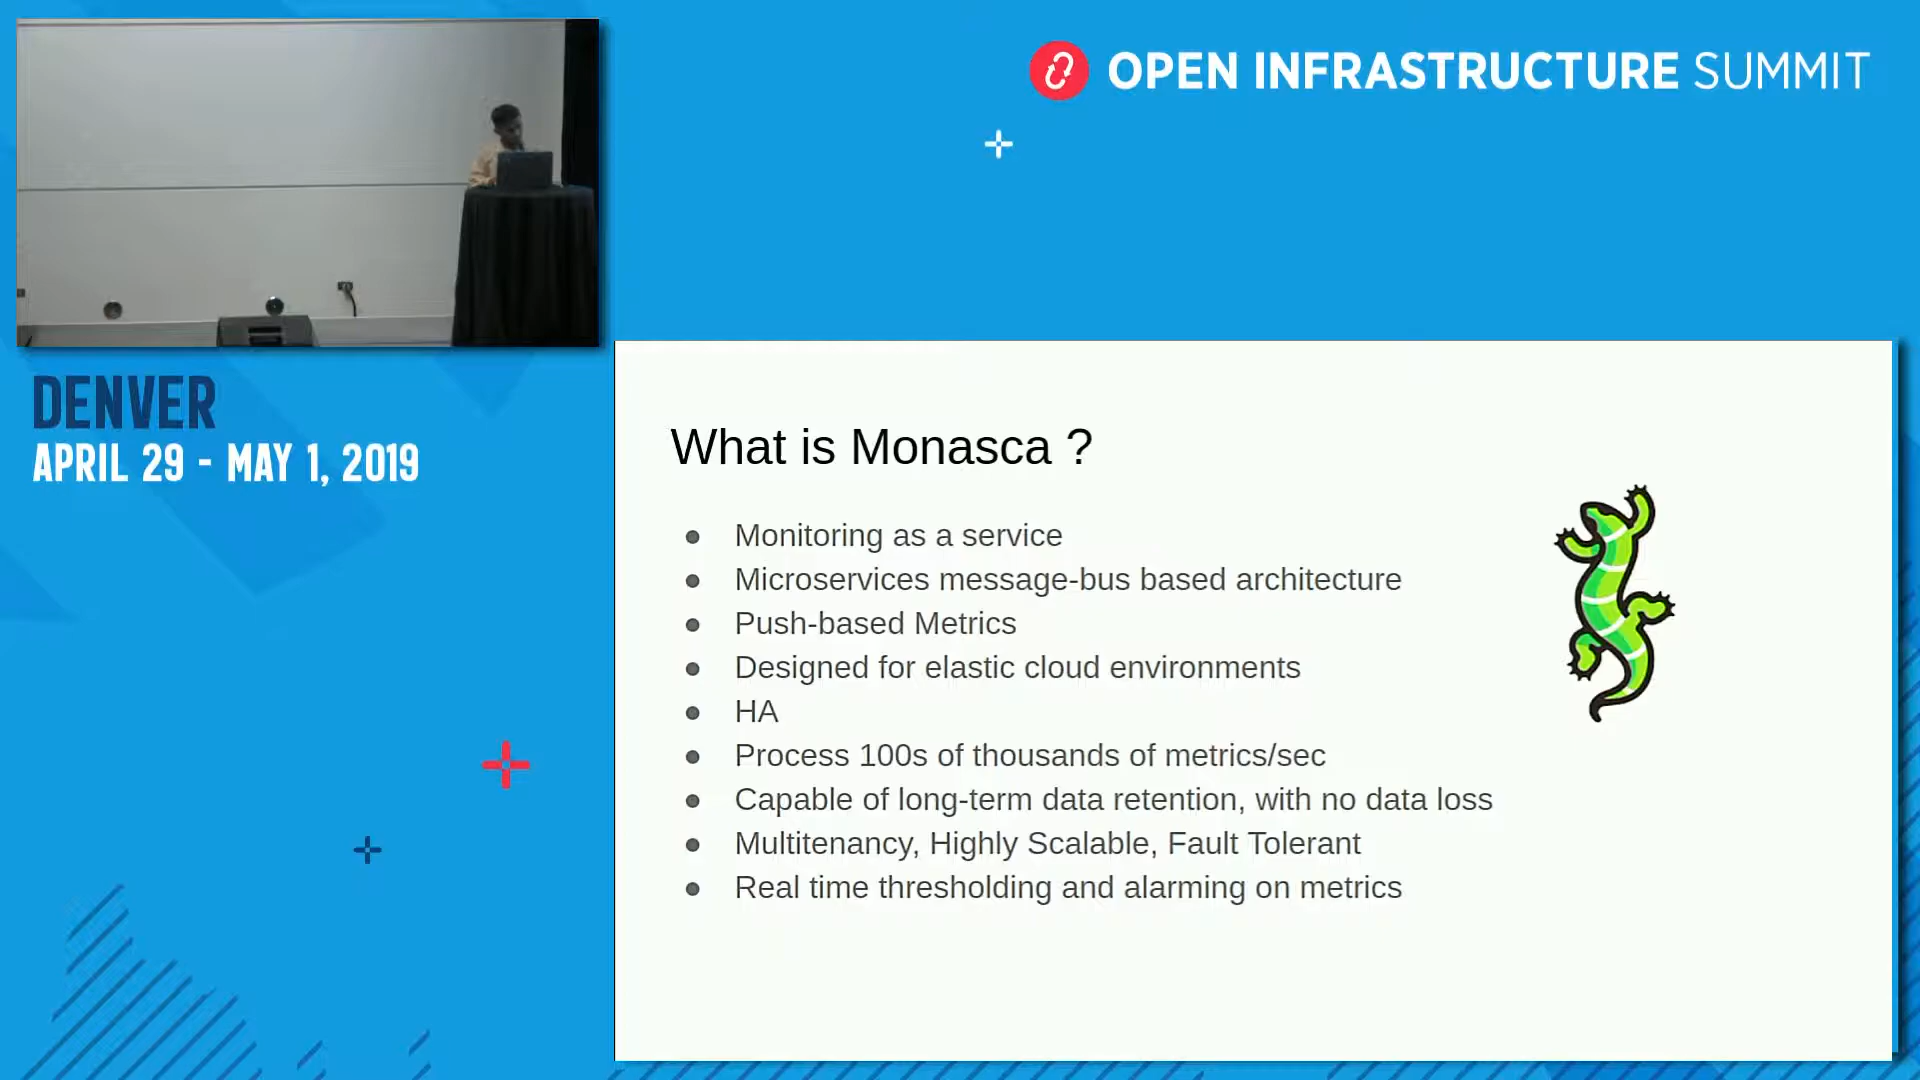 OPEN INFRASTRUCTURE SUMMIT
DENVER
APRIL 29 - MAY 1, 2019
What is Monasca ?
● Monitoring as a service
● Microservices message-bus based architecture
● Push-based Metrics
● Designed for elastic cloud environments
● HA
● Process 100s of thousands of metrics/sec
● Capable of long-term data retention, with no data loss
● Multitenancy, Highly Scalable, Fault Tolerant
● Real time thresholding and alarming on metrics